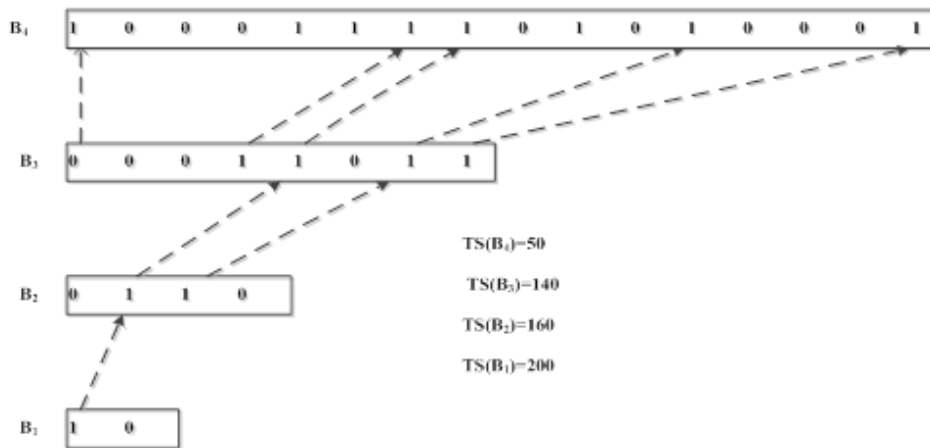 B₄ 1 0 0 0 1 1 1 1 0 1 0 1 0 0 0 1
B₃ 0 0 0 1 1 0 1 1
TS(B₄)=50
TS(B₃)=140
B₂ 0 1 1 0
TS(B₂)=160
TS(B₁)=200
B₁ 1 0